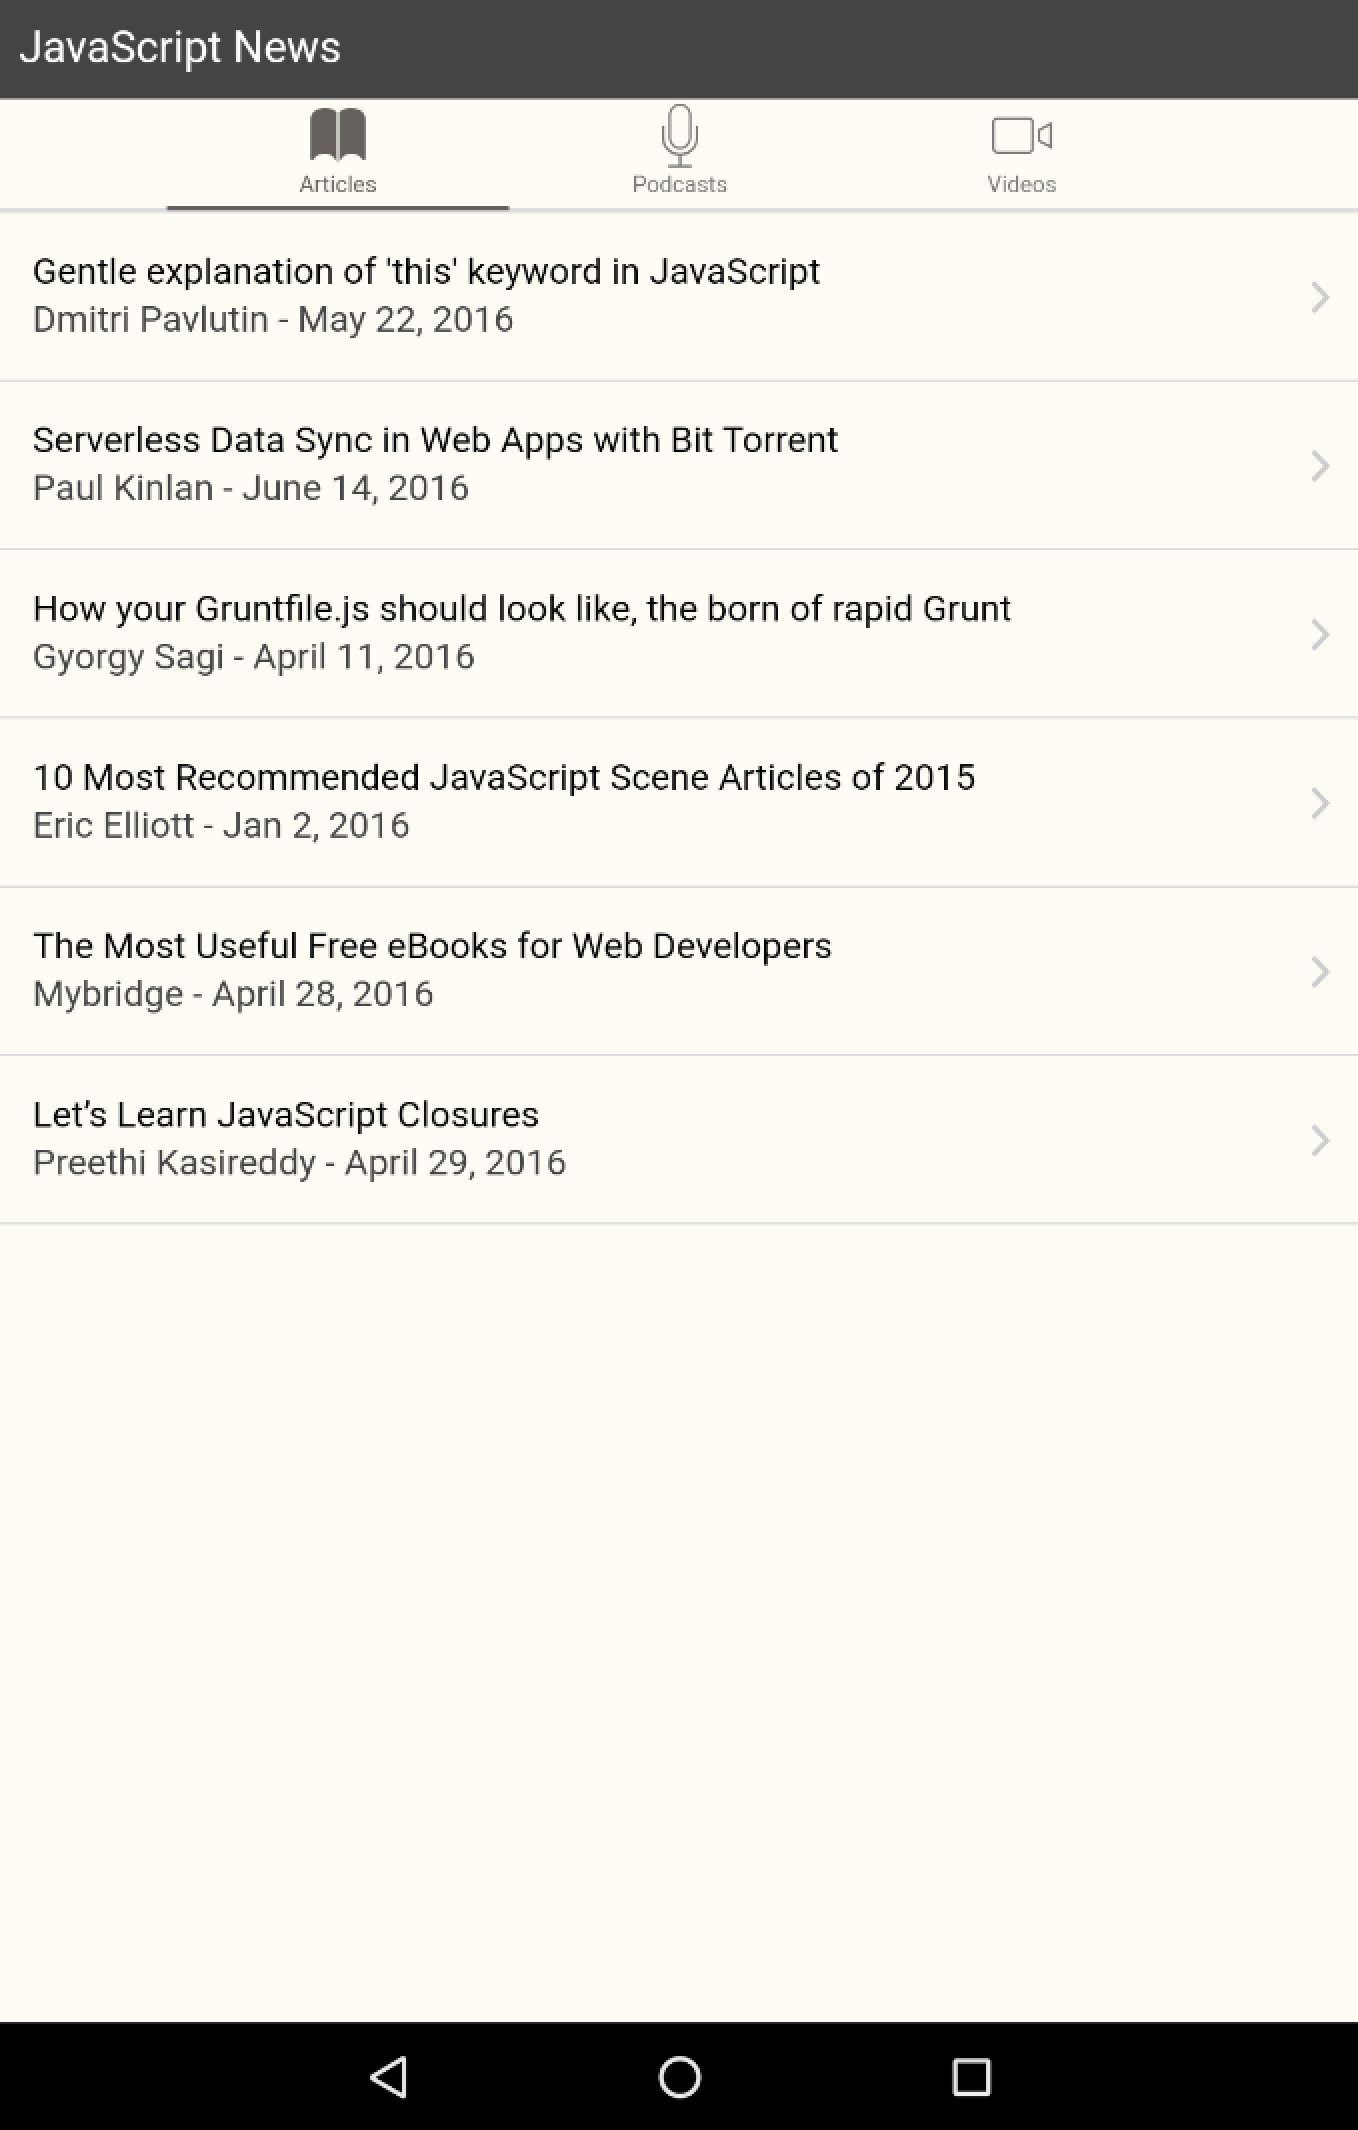 JavaScript News
Articles
Podcasts
Videos
Gentle explanation of 'this' keyword in JavaScript
Dmitri Pavlutin - May 22, 2016
Serverless Data Sync in Web Apps with Bit Torrent
Paul Kinlan - June 14, 2016
How your Gruntfile.js should look like, the born of rapid Grunt
Gyorgy Sagi - April 11, 2016
10 Most Recommended JavaScript Scene Articles of 2015
Eric Elliott - Jan 2, 2016
The Most Useful Free eBooks for Web Developers
Mybridge - April 28, 2016
Let’s Learn JavaScript Closures
Preethi Kasireddy - April 29, 2016